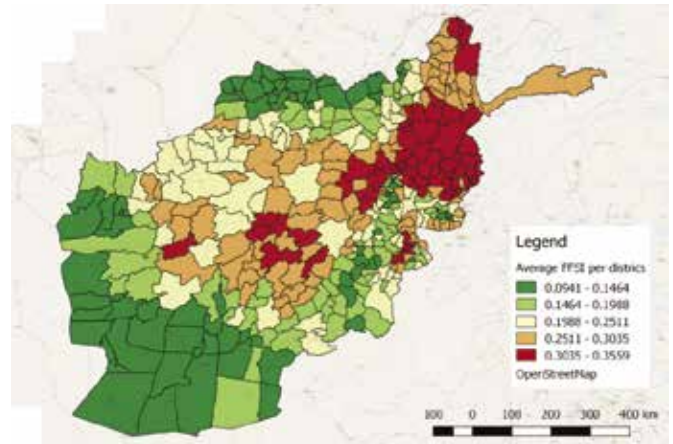 Legend
Average FFSI per districs
0.0941 - 0.1464
0.1464 - 0.1988
0.1988 - 0.2511
0.2511 - 0.3035
0.3035 - 0.3559
OpenStreetMap
100 0 100 200 300 400 km